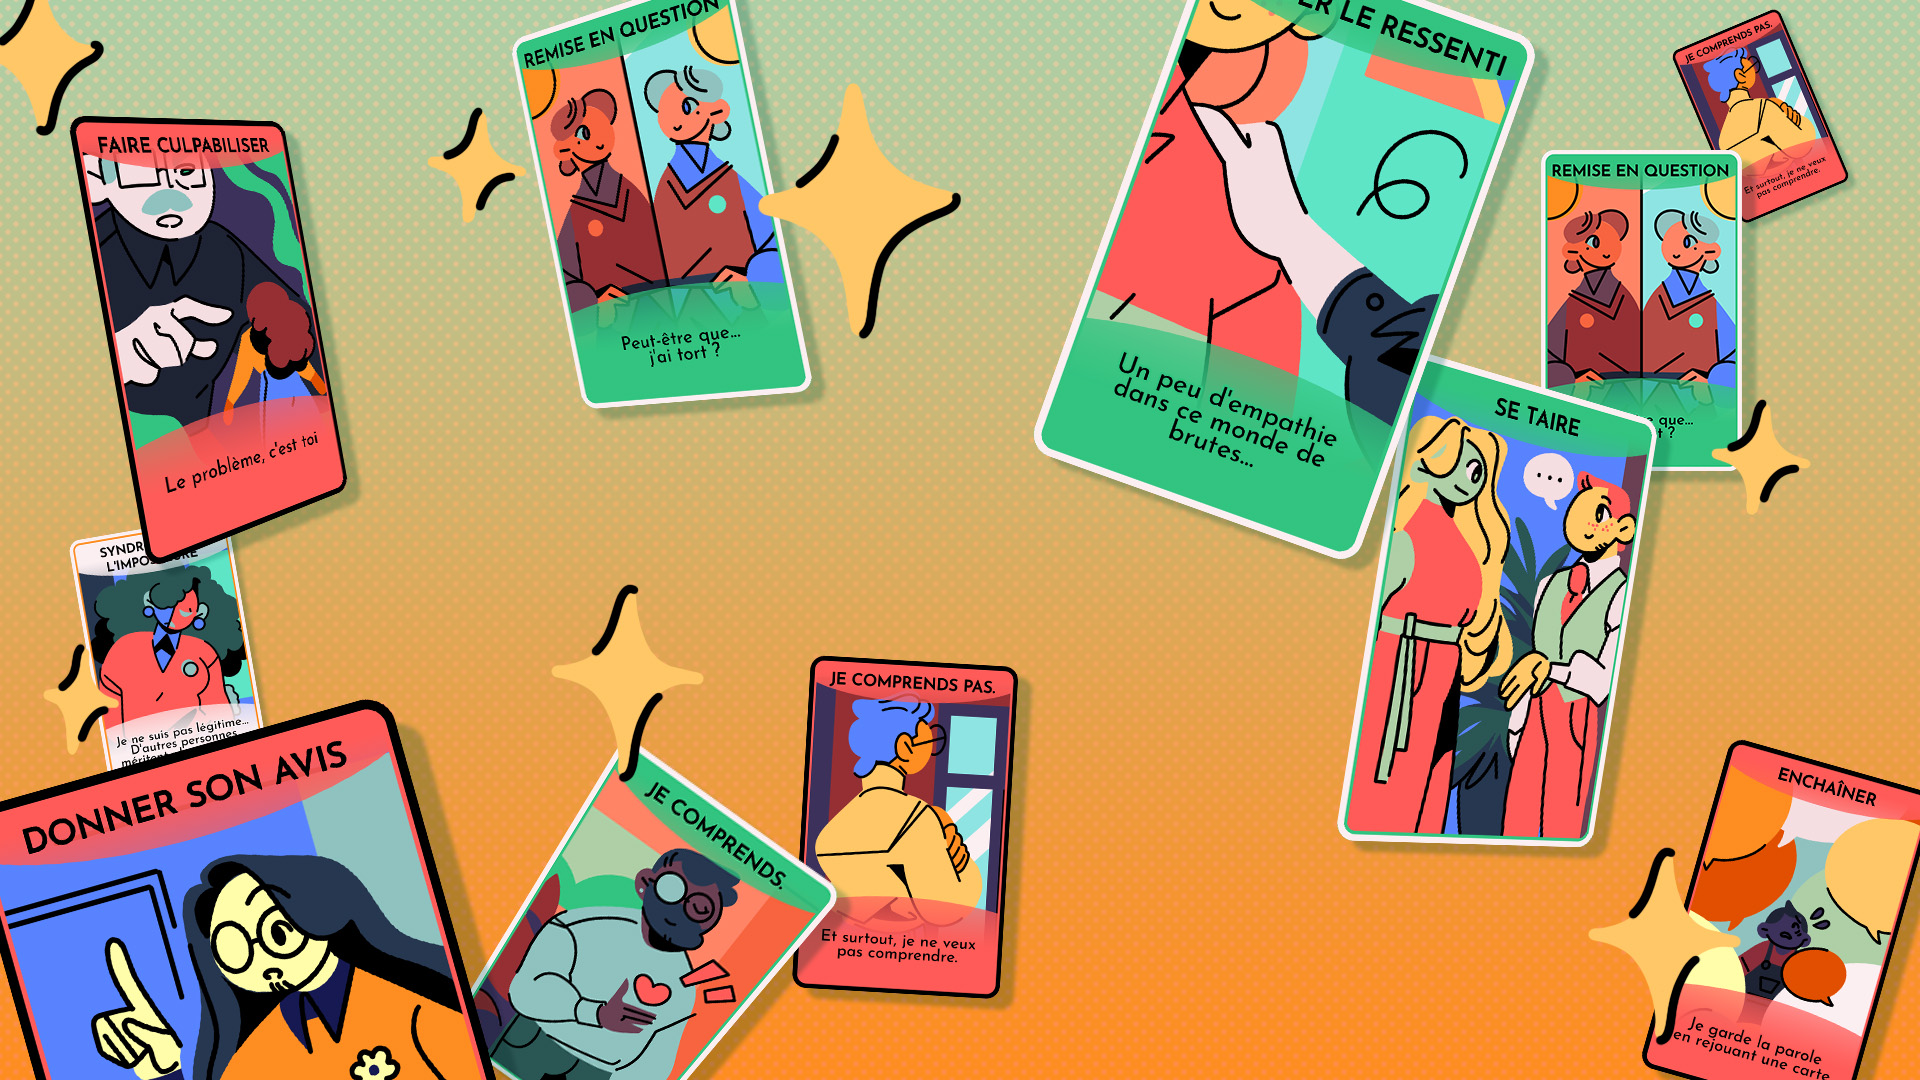 FAIRE CULPABILISER
Le problème, c'est toi
REMISE EN QUESTION
Peut-être que...
j'ai tort ?
LE RESSENTI
Un peu d'empathie
dans ce monde de
brutes...
JE COMPRENDS PAS.
Et surtout, je ne veux
pas comprendre.
REMISE EN QUESTION
que...
?
SE TAIRE
...
Je ne suis pas légitime...
D'autres personnes
DONNER SON AVIS
JE COMPRENDS.
JE COMPRENDS PAS.
Et surtout, je ne veux
pas comprendre.
ENCHAÎNER
Je garde la parole
en rejouant une carte